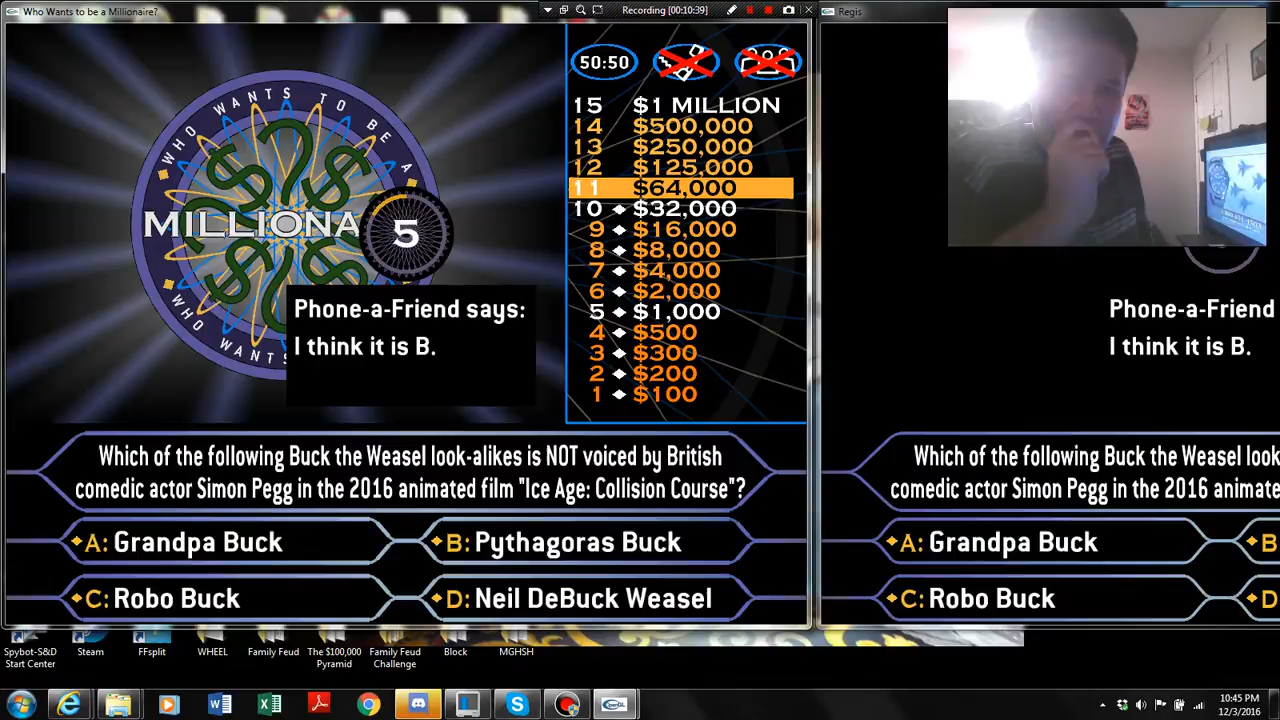 Who Wants to be a Millionaire?
Recording [00:10:39]
Regis
WHO WANTS TO BE A
MILLIONA
WHO WANTS
5
50:50
15 $1 MILLION
14 $500,000
13 $250,000
12 $125,000
11 $64,000
10 $32,000
9 $16,000
8 $8,000
7 $4,000
6 $2,000
5 $1,000
4 $500
3 $300
2 $200
1 $100
Phone-a-Friend says:
I think it is B.
Phone-a-Friend
I think it is B.
Which of the following Buck the Weasel look-alikes is NOT voiced by British
comedic actor Simon Pegg in the 2016 animated film "Ice Age: Collision Course"?
A: Grandpa Buck
B: Pythagoras Buck
C: Robo Buck
D: Neil DeBuck Weasel
Which of the following Buck the Weasel look
comedic actor Simon Pegg in the 2016 animate
A: Grandpa Buck
B
C: Robo Buck
D
Spybot-S&D
Start Center
Steam
FFsplit
WHEEL
Family Feud
The $100,000
Pyramid
Family Feud
Challenge
Block
MGHSH
10:45 PM
12/3/2016